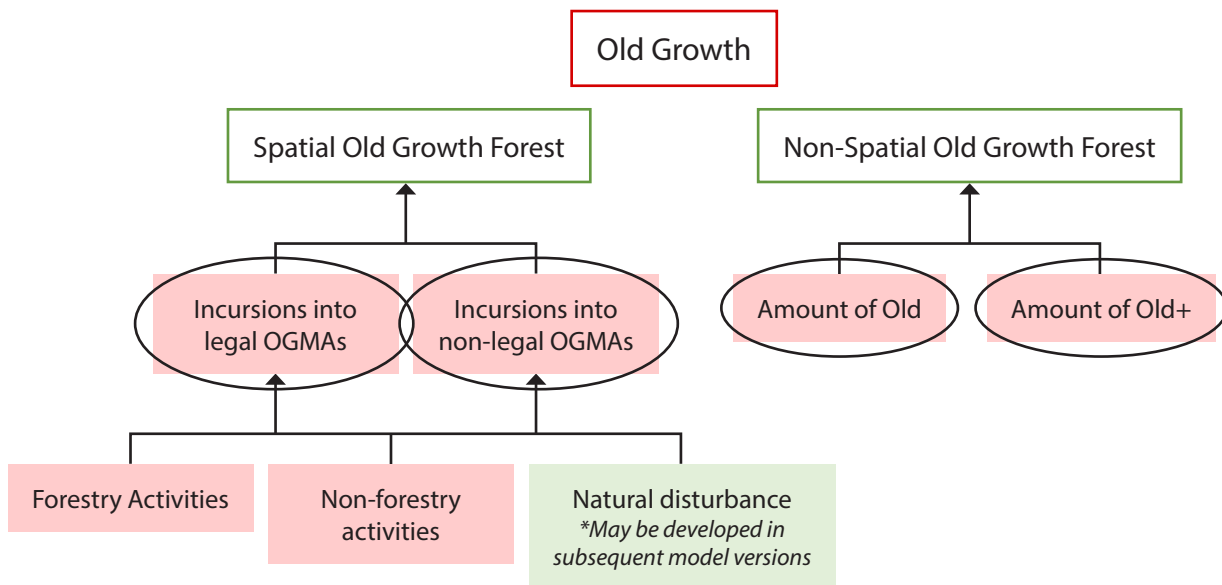 Old Growth
Spatial Old Growth Forest
Non-Spatial Old Growth Forest
Incursions into
legal OGMAs
Incursions into
non-legal OGMAs
Amount of Old
Amount of Old+
Forestry Activities
Non-forestry
activities
Natural disturbance
*May be developed in
subsequent model versions